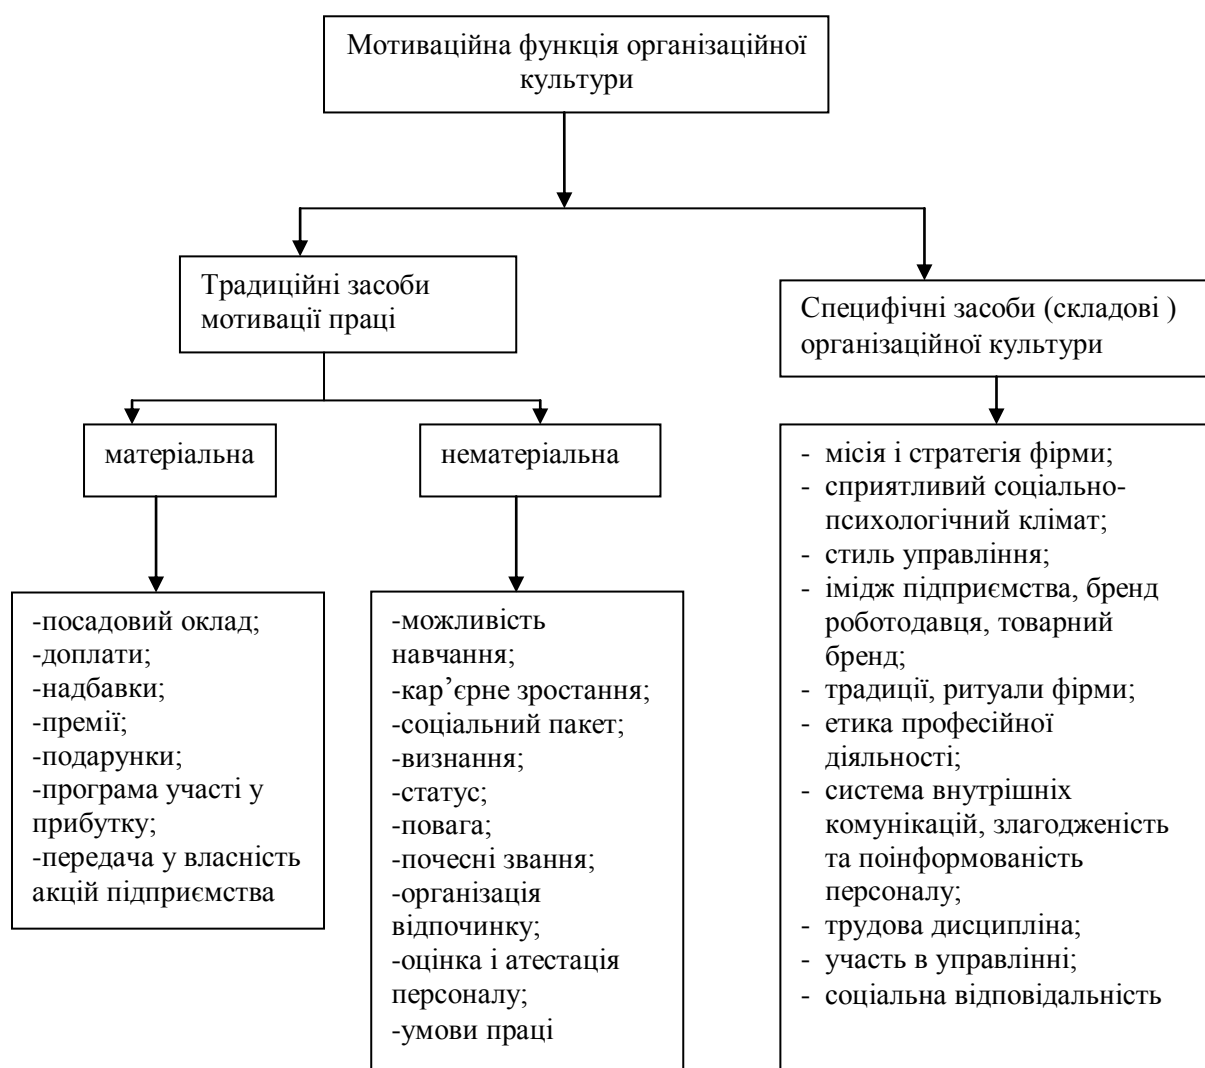 Мотиваційна функція організаційної
культури
Традиційні засоби
мотивації праці
Специфічні засоби (складові )
організаційної культури
матеріальна
нематеріальна
-посадовий оклад;
-доплати;
-надбавки;
-премії;
-подарунки;
-програма участі у
прибутку;
-передача у власність
акцій підприємства
-можливість
навчання;
-кар’єрне зростання;
-соціальний пакет;
-визнання;
-статус;
-повага;
-почесні звання;
-організація
відпочинку;
-оцінка і атестація
персоналу;
-умови праці
- місія і стратегія фірми;
- сприятливий соціально-
психологічний клімат;
- стиль управління;
- імідж підприємства, бренд
роботодавця, товарний
бренд;
- традиції, ритуали фірми;
- етика професійної
діяльності;
- система внутрішніх
комунікацій, злагодженість
та поінформованість
персоналу;
- трудова дисципліна;
- участь в управлінні;
- соціальна відповідальність